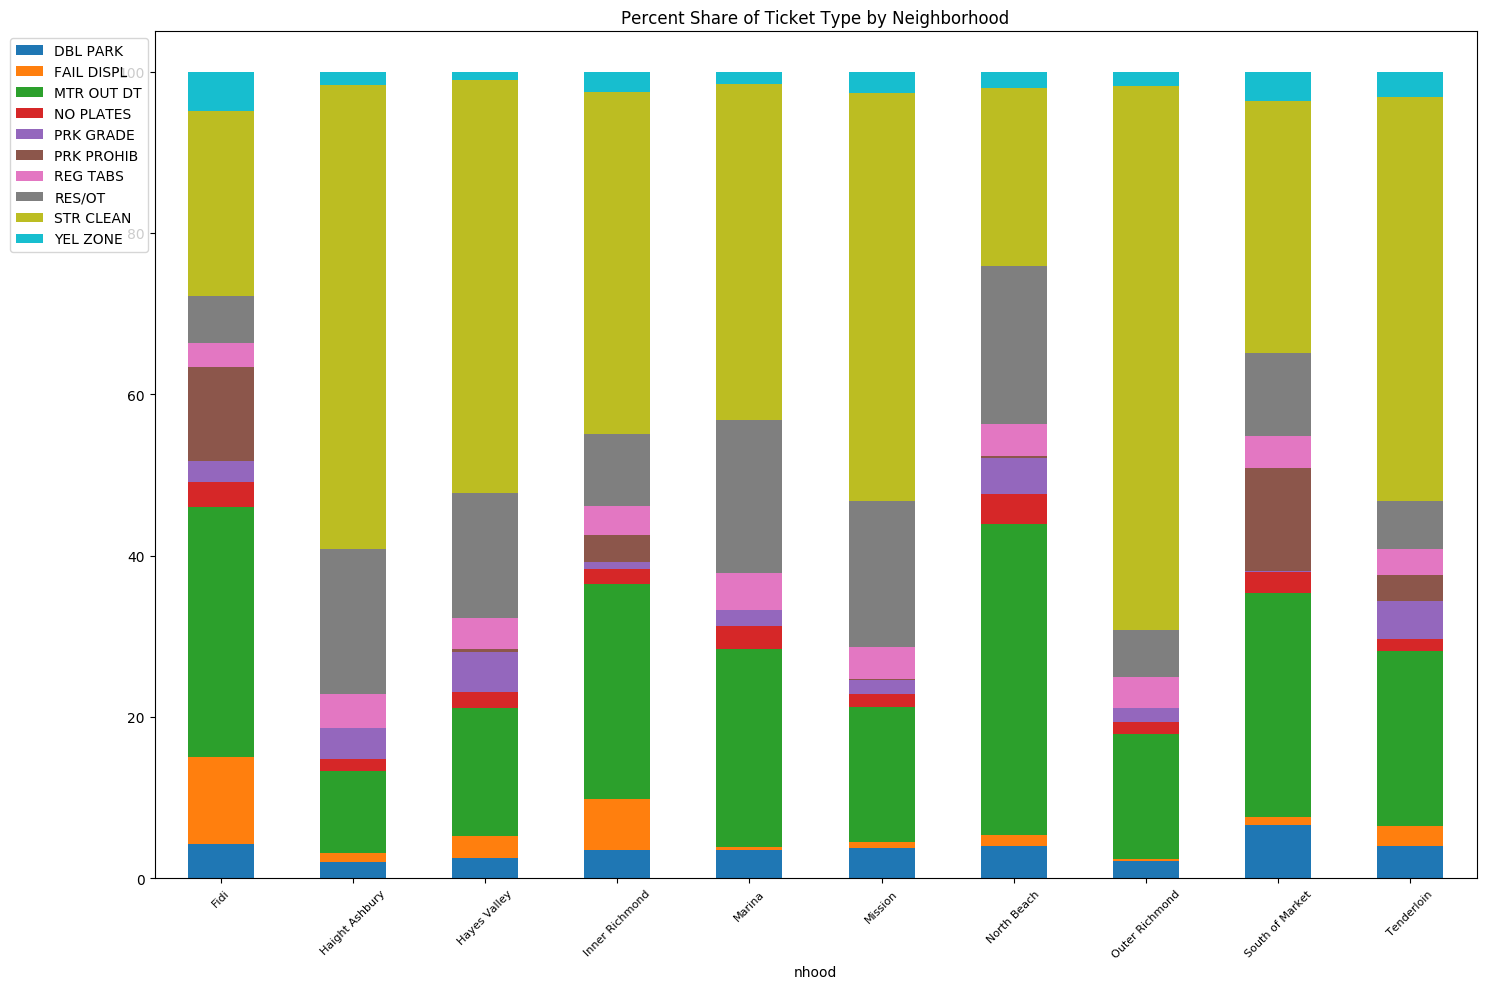 Percent Share of Ticket Type by Neighborhood
DBL PARK
FAIL DISPL
MTR OUT DT
NO PLATES
PRK GRADE
PRK PROHIB
REG TABS
RES/OT
STR CLEAN
YEL ZONE
100
80
60
40
20
0
Fidi
Haight Ashbury
Hayes Valley
Inner Richmond
Marina
Mission
North Beach
Outer Richmond
South of Market
Tenderloin
nhood